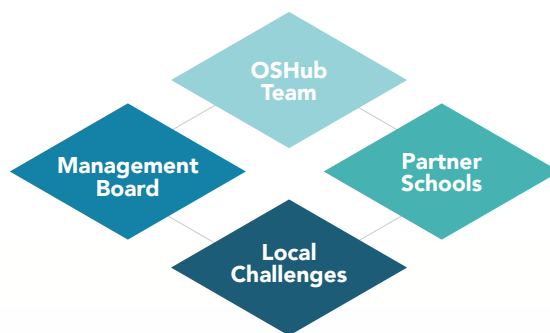 OSHub
Team
Management
Board
Partner
Schools
Local
Challenges